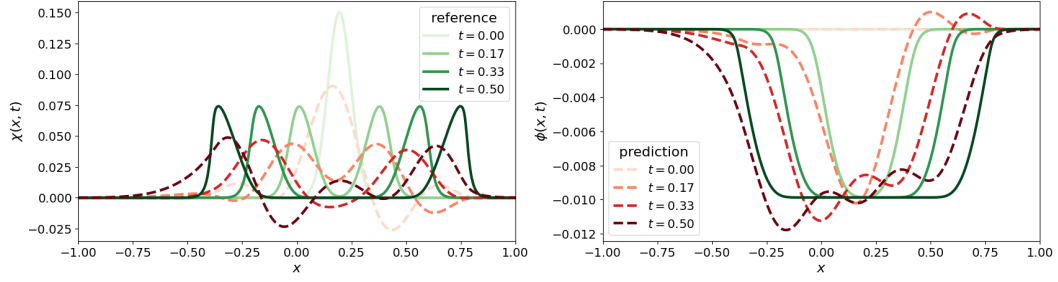 0.150
0.125
0.100
0.075
0.050
0.025
0.000
−0.025
χ(x, t)
reference
t = 0.00
t = 0.17
t = 0.33
t = 0.50
−1.00 −0.75 −0.50 −0.25 0.00 0.25 0.50 0.75 1.00
x
0.000
−0.002
−0.004
−0.006
−0.008
−0.010
−0.012
ϕ(x, t)
prediction
t = 0.00
t = 0.17
t = 0.33
t = 0.50
−1.00 −0.75 −0.50 −0.25 0.00 0.25 0.50 0.75 1.00
x